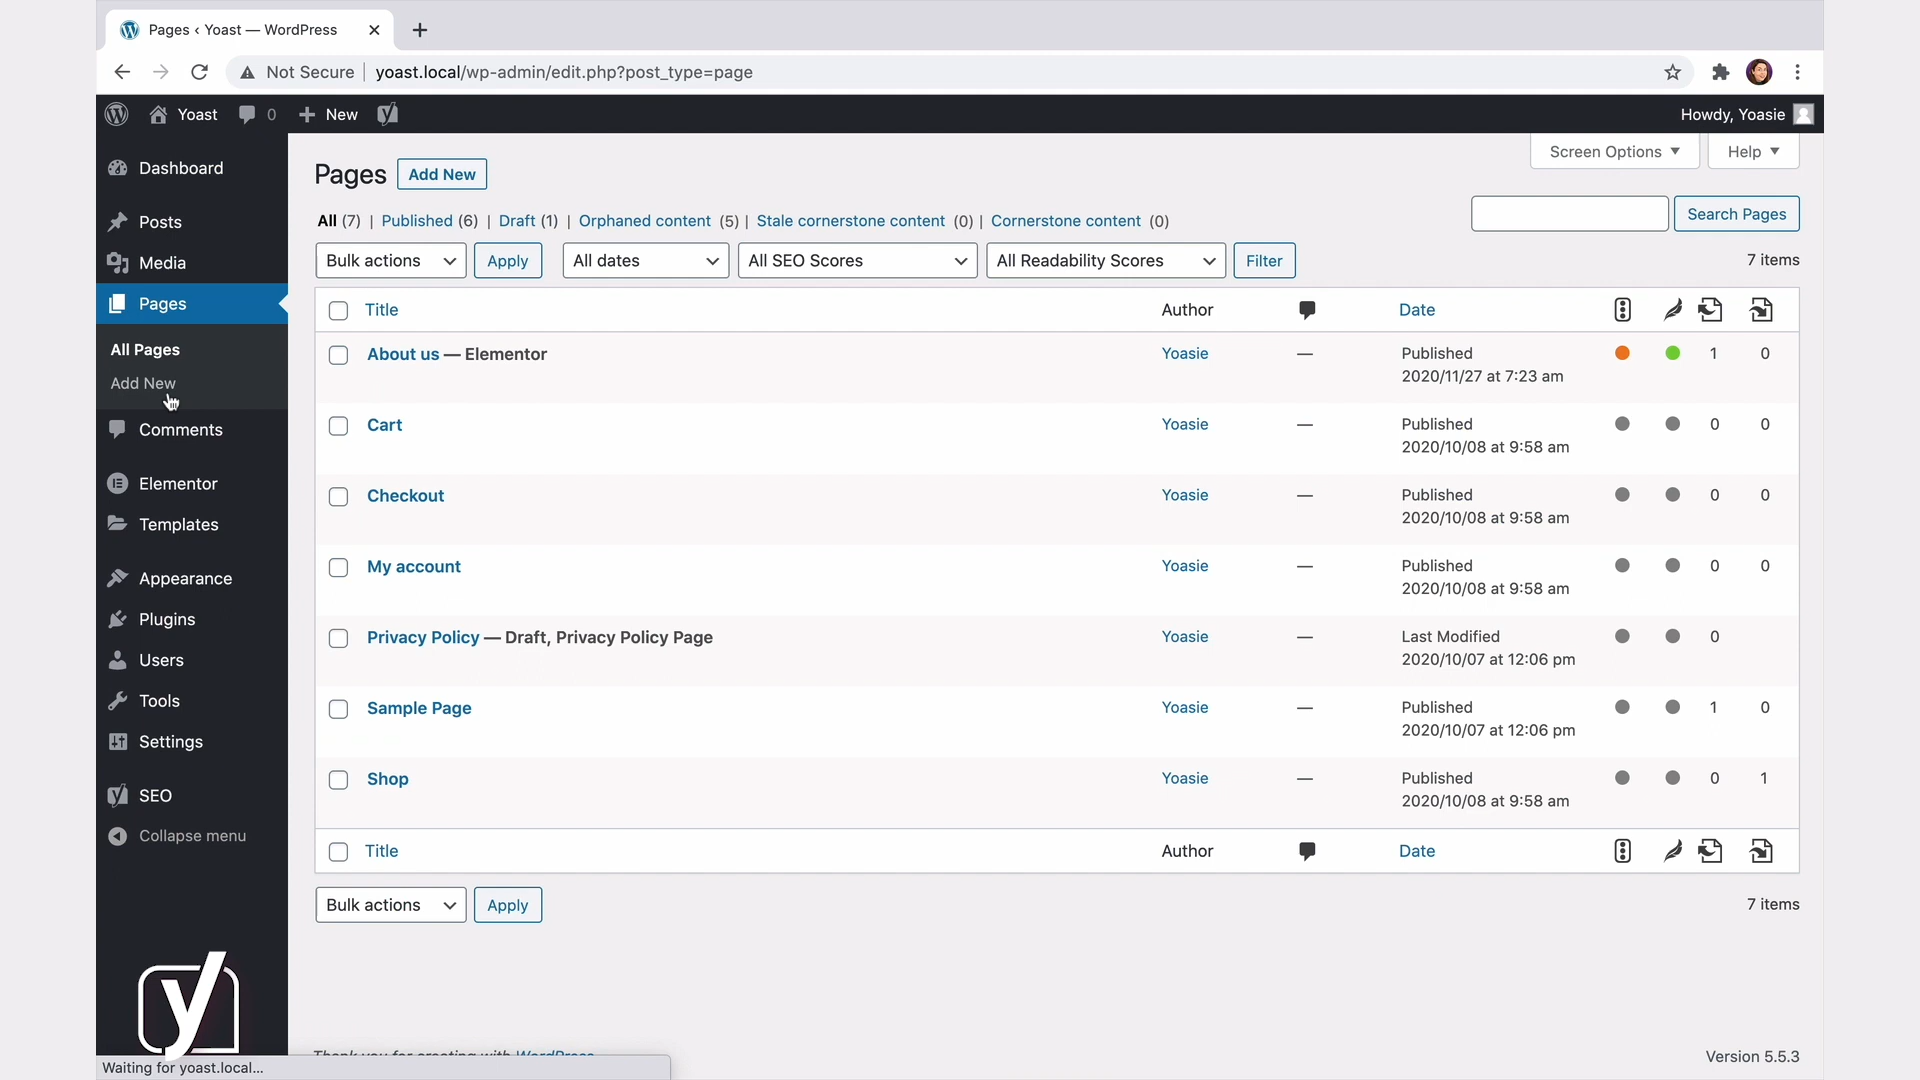 Pages ‹ Yoast — WordPress
Not Secure
yoast.local/wp-admin/edit.php?post_type=page
Yoast
0
New
Howdy, Yoasie
Dashboard
Posts
Media
Pages
All Pages
Add New
Comments
Elementor
Templates
Appearance
Plugins
Users
Tools
Settings
SEO
Collapse menu
Screen Options
Help
Pages
Add New
All (7) | Published (6) | Draft (1) | Orphaned content (5) | Stale cornerstone content (0) | Cornerstone content (0)
Search Pages
Bulk actions
Apply
All dates
All SEO Scores
All Readability Scores
Filter
7 items
Title Author Date
About us — Elementor Yoasie — Published 1 0
2020/11/27 at 7:23 am
Cart Yoasie — Published 0 0
2020/10/08 at 9:58 am
Checkout Yoasie — Published 0 0
2020/10/08 at 9:58 am
My account Yoasie — Published 0 0
2020/10/08 at 9:58 am
Privacy Policy — Draft, Privacy Policy Page Yoasie — Last Modified 0
2020/10/07 at 12:06 pm
Sample Page Yoasie — Published 1 0
2020/10/07 at 12:06 pm
Shop Yoasie — Published 0 1
2020/10/08 at 9:58 am
Title Author Date
Bulk actions
Apply
7 items
Thank you for creating with WordPress
Version 5.5.3
y
Waiting for yoast.local...